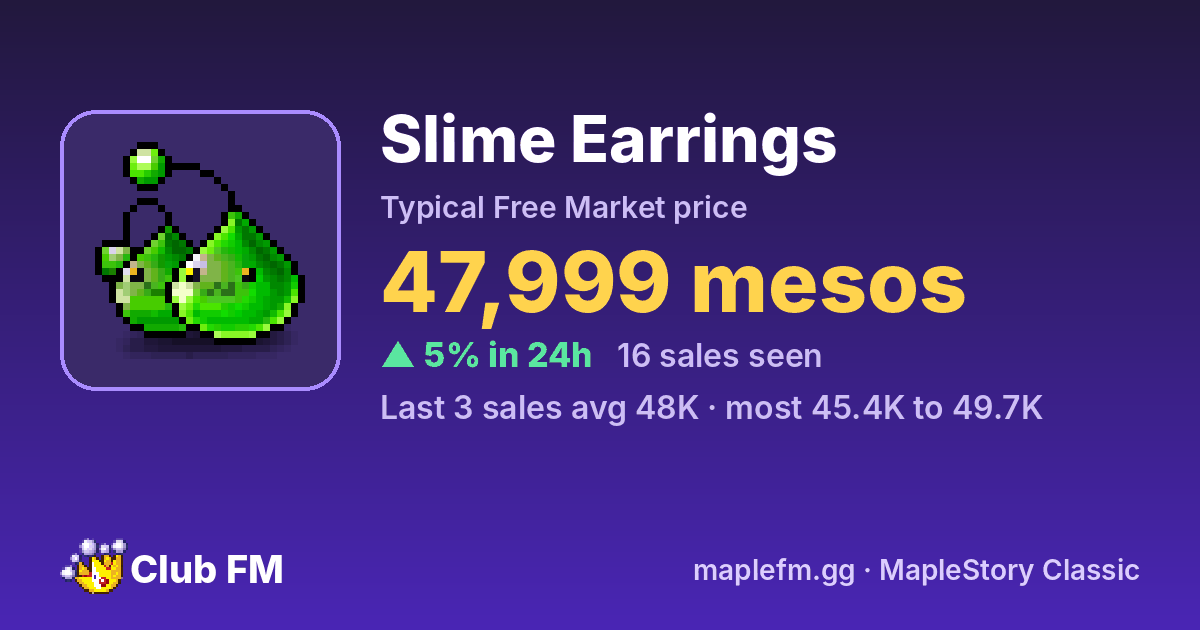 Slime Earrings
Typical Free Market price
47,999 mesos
▲ 5% in 24h 16 sales seen
Last 3 sales avg 48K · most 45.4K to 49.7K
Club FM
maplefm.gg · MapleStory Classic